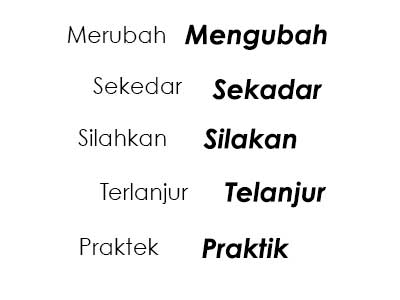 Merubah Mengubah
Sekedar Sekadar
Silahkan Silakan
Terlanjur Telanjur
Praktek Praktik